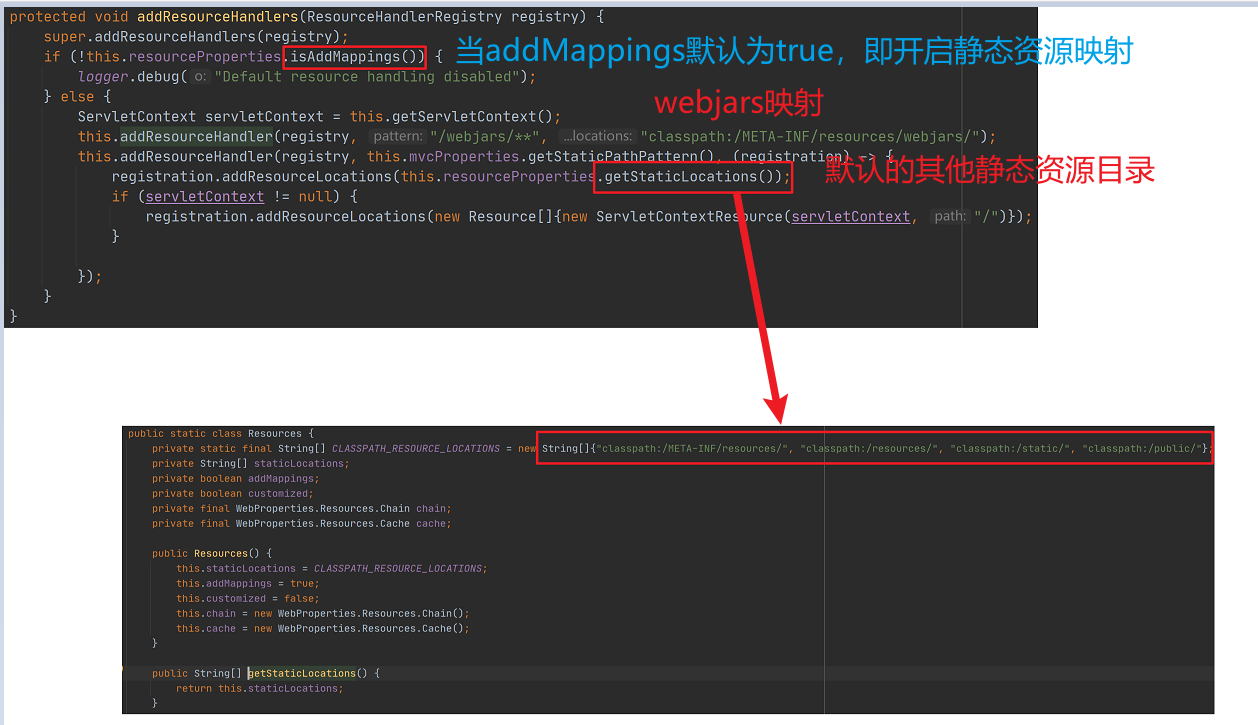 protected void addResourceHandlers(ResourceHandlerRegistry registry) {
super.addResourceHandlers(registry);
if (!this.resourceProperties.isAddMappings()) {
当addMappings默认为true，即开启静态资源映射
logger.debug( o: "Default resource handling disabled");
} else {
webjars映射
ServletContext servletContext = this.getServletContext();
this.addResourceHandler(registry, pattern: "/webjars/**", ...locations: "classpath:/META-INF/resources/webjars/");
this.addResourceHandler(registry, this.mvcProperties.getStaticPathPattern(), (registration) -> {
默认的其他静态资源目录
registration.addResourceLocations(this.resourceProperties.getStaticLocations());
if (servletContext != null) {
registration.addResourceLocations(new Resource[]{new ServletContextResource(servletContext, path: "/")});
}
});
}
}
public static class Resources {
private static final String[] CLASSPATH_RESOURCE_LOCATIONS = new String[]{"classpath:/META-INF/resources/", "classpath:/resources/", "classpath:/static/", "classpath:/public/"};
private String[] staticLocations;
private boolean addMappings;
private boolean customized;
private final WebProperties.Resources.Chain chain;
private final WebProperties.Resources.Cache cache;
public Resources() {
this.staticLocations = CLASSPATH_RESOURCE_LOCATIONS;
this.addMappings = true;
this.customized = false;
this.chain = new WebProperties.Resources.Chain();
this.cache = new WebProperties.Resources.Cache();
}
public String[] getStaticLocations() {
return this.staticLocations;
}